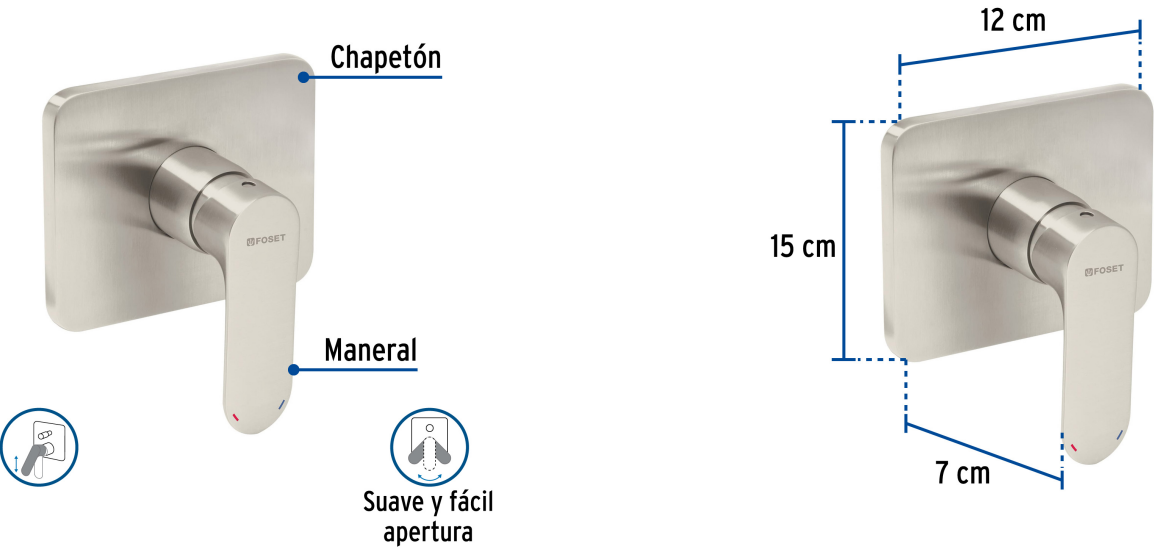 Chapetón
FOSET
Maneral
Suave y fácil
apertura
12 cm
15 cm
FOSET
7 cm